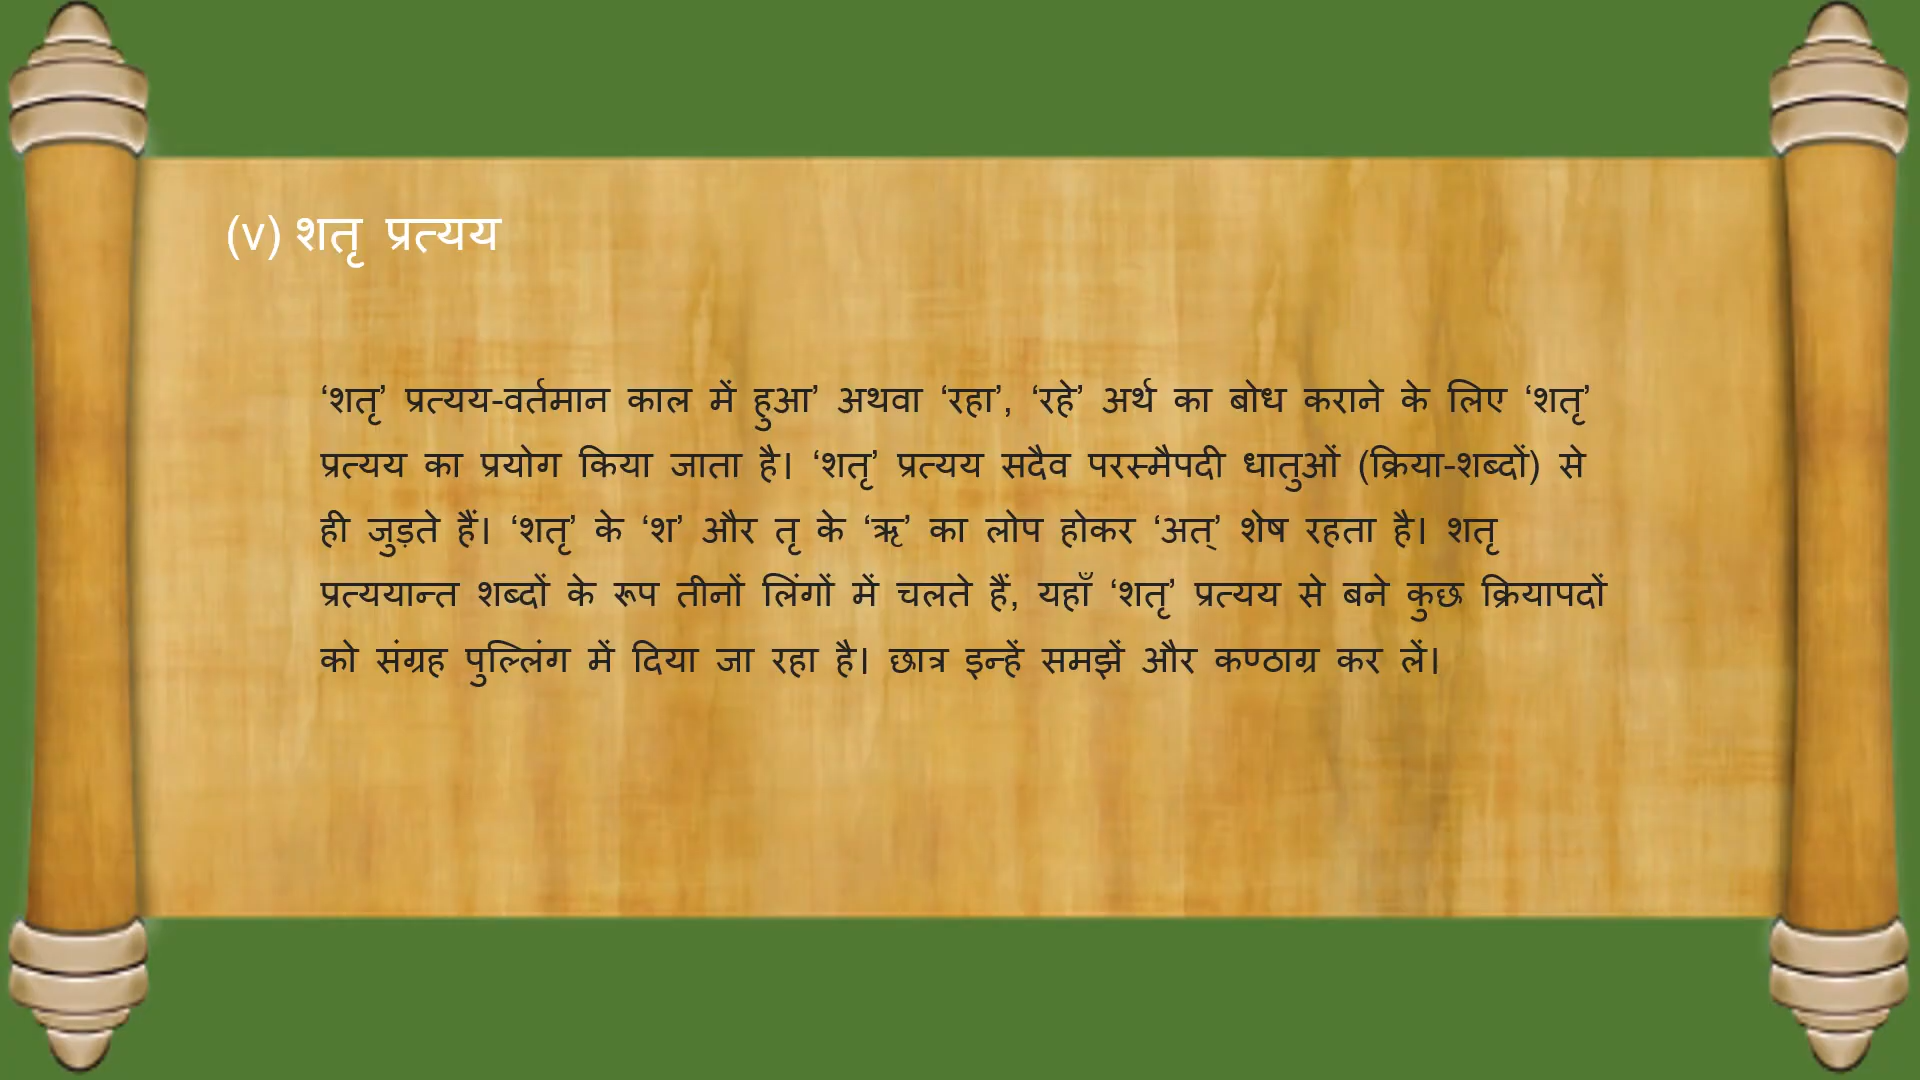 (v) शतृ प्रत्यय
‘शतृ’ प्रत्यय-वर्तमान काल में हुआ’ अथवा ‘रहा’, ‘रहे’ अर्थ का बोध कराने के लिए ‘शतृ’
प्रत्यय का प्रयोग किया जाता है। ‘शतृ’ प्रत्यय सदैव परस्मैपदी धातुओं (क्रिया-शब्दों) से
ही जुड़ते हैं। ‘शतृ’ के ‘श’ और तृ के ‘ऋ’ का लोप होकर ‘अत्’ शेष रहता है। शतृ
प्रत्ययान्त शब्दों के रूप तीनों लिंगों में चलते हैं, यहाँ ‘शतृ’ प्रत्यय से बने कुछ क्रियापदों
को संग्रह पुल्लिंग में दिया जा रहा है। छात्र इन्हें समझें और कण्ठाग्र कर लें।